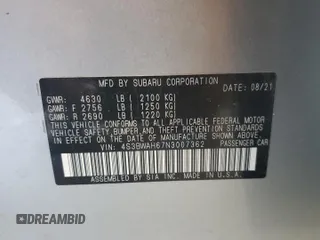 MFD BY SUBARU CORPORATION DATE: 08/21
GVWR: 4630 LB ( 2100 KG)
GAWR: F 2756 LB ( 1250 KG)
GAWR: R 2690 LB ( 1220 KG)
THIS VEHICLE CONFORMS TO ALL APPLICABLE FEDERAL MOTOR
VEHICLE SAFETY, BUMPER, AND THEFT PREVENTION STANDARDS
IN EFFECT ON THE DATE OF MANUFACTURE SHOWN ABOVE.
VIN: 4S3BWAH67N3007362 PASSENGER CAR
ASSEMBLED BY SIA INC. MADE IN U.S.A.
DREAMBID